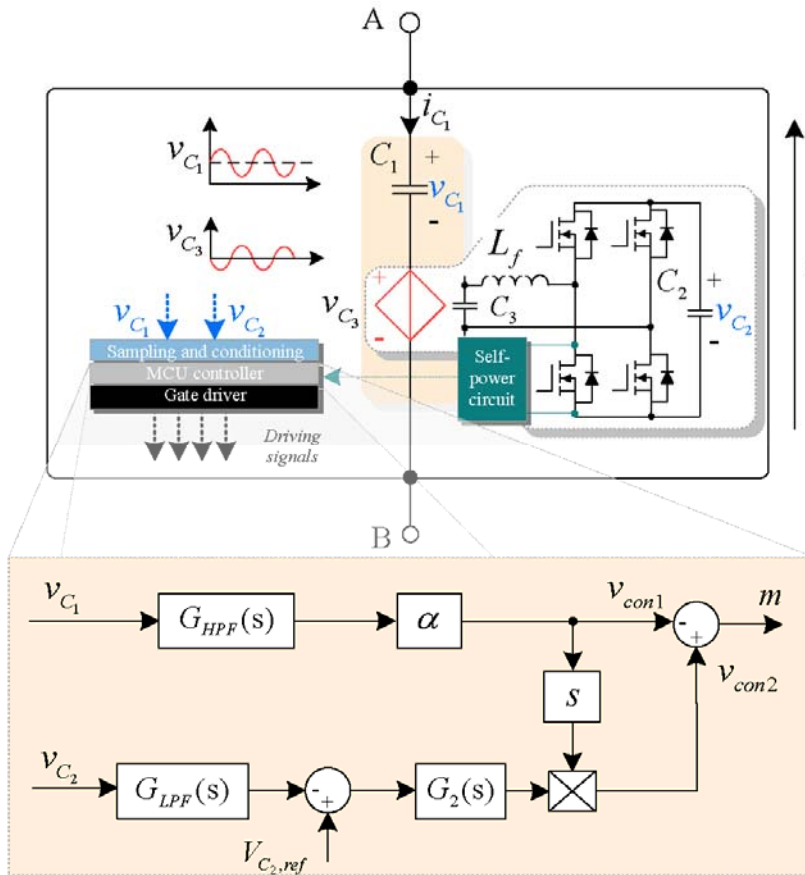 A
i_{C_1}
C_1
+
v_{C_1}
-
v_{C_1}
v_{C_3}
L_f
C_2
+
v_{C_2}
-
v_{C_3}
+
-
C_3
v_{C_1}
v_{C_2}
Sampling and conditioning
MCU controller
Gate driver
Self-
power
circuit
Driving
signals
B
v_{C_1}
G_{HPF}(s)
α
v_{con1}
-
+
m
s
v_{con2}
v_{C_2}
G_{LPF}(s)
-
+
G_2(s)
V_{C_2,ref}